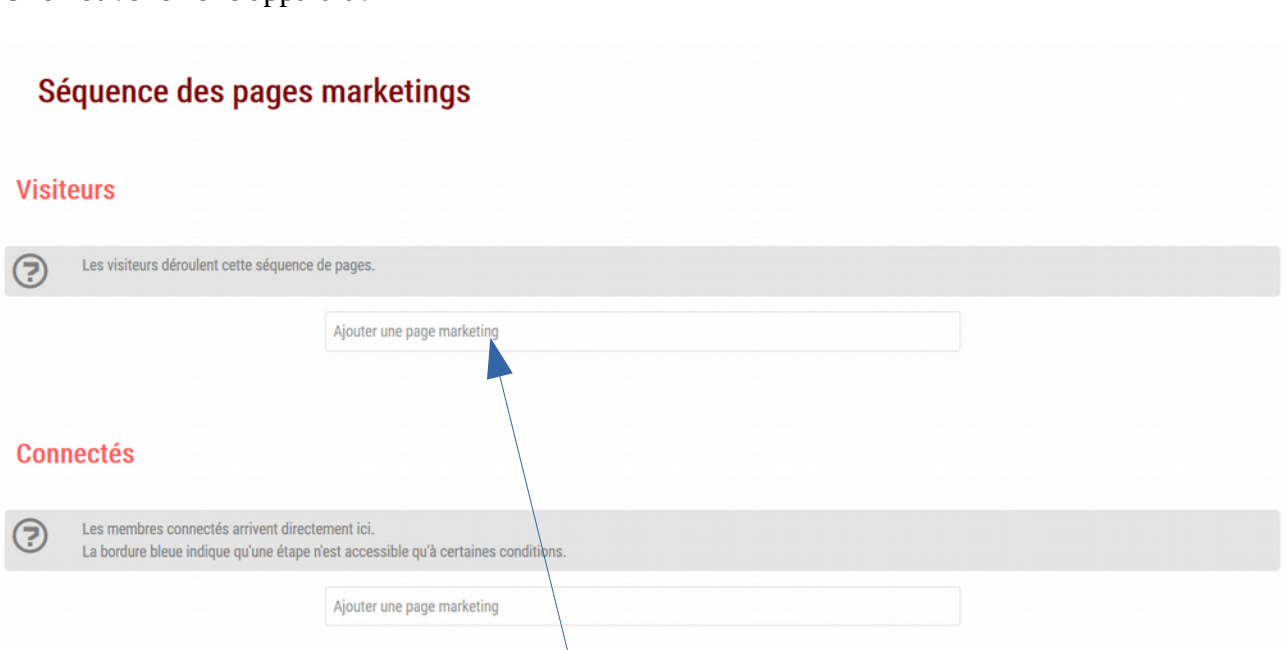 Séquence des pages marketings
Visiteurs
Les visiteurs déroulent cette séquence de pages.
Ajouter une page marketing
Connectés
Les membres connectés arrivent directement ici.
La bordure bleue indique qu'une étape n'est accessible qu'à certaines conditions.
Ajouter une page marketing